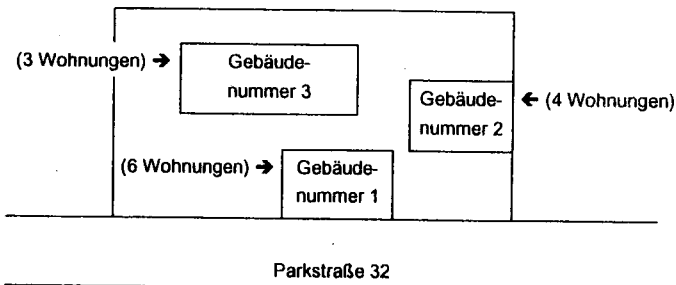 (3 Wohnungen) →
Gebäude-
nummer 3
Gebäude-
nummer 2
← (4 Wohnungen)
(6 Wohnungen) →
Gebäude-
nummer 1
Parkstraße 32